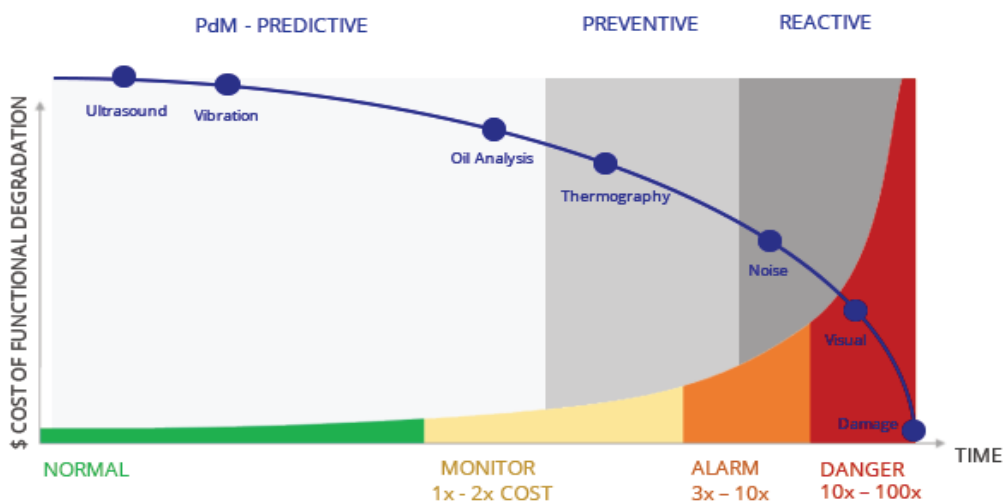 PdM - PREDICTIVE
PREVENTIVE
REACTIVE
$ COST OF FUNCTIONAL DEGRADATION
Ultrasound
Vibration
Oil Analysis
Thermography
Noise
Visual
Damage
TIME
NORMAL
MONITOR
1x - 2x COST
ALARM
3x – 10x
DANGER
10x – 100x